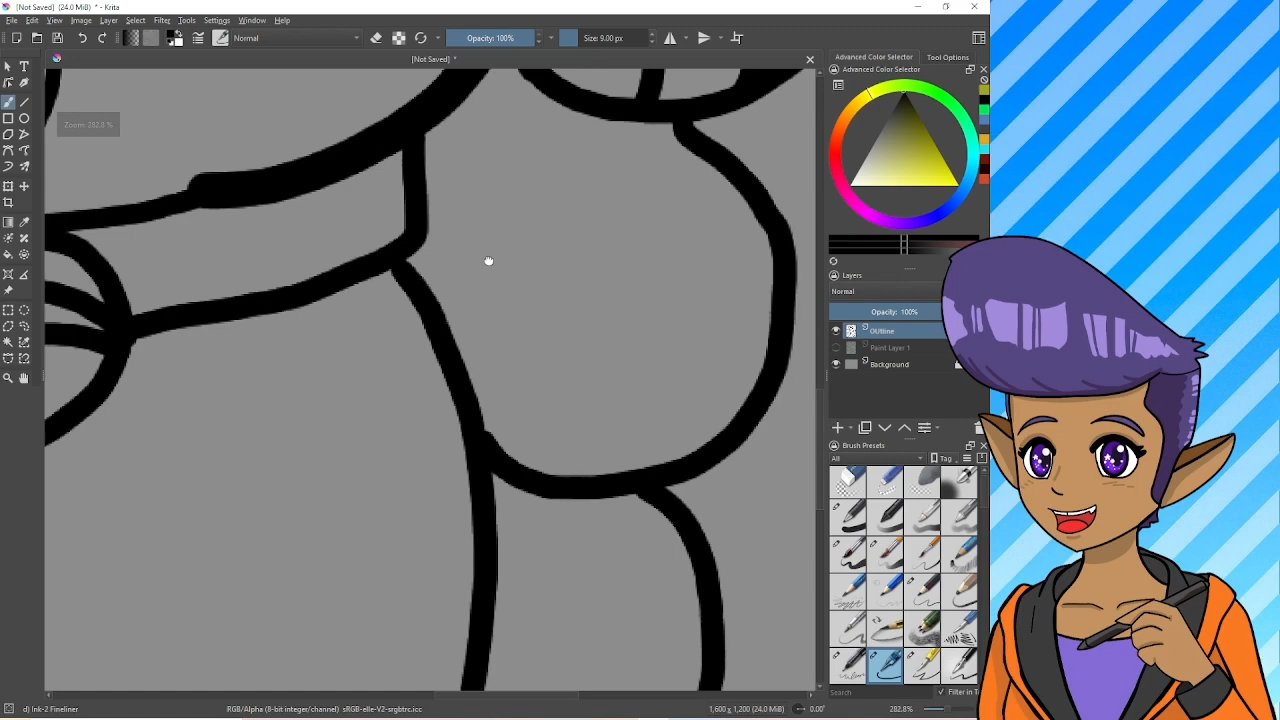 [Not Saved] (24.0 MiB) * - Krita
File Edit View Image Layer Select Filter Tools Settings Window Help
Normal
Opacity: 100%
Size: 9.00 px
[Not Saved] *
Advanced Color Selector Tool Options
Advanced Color Selector
Zoom: 282.8 %
Layers
Normal
Opacity: 100%
OUtline
Paint Layer 1
Background
Brush Presets
All
Tag
Search
Filter in T
d) Ink-2 Fineliner
RGB/Alpha (8-bit integer/channel) sRGB-elle-V2-srgbtrc.icc
1,600 x 1,200 (24.0 MiB)
0.00°
282.8%